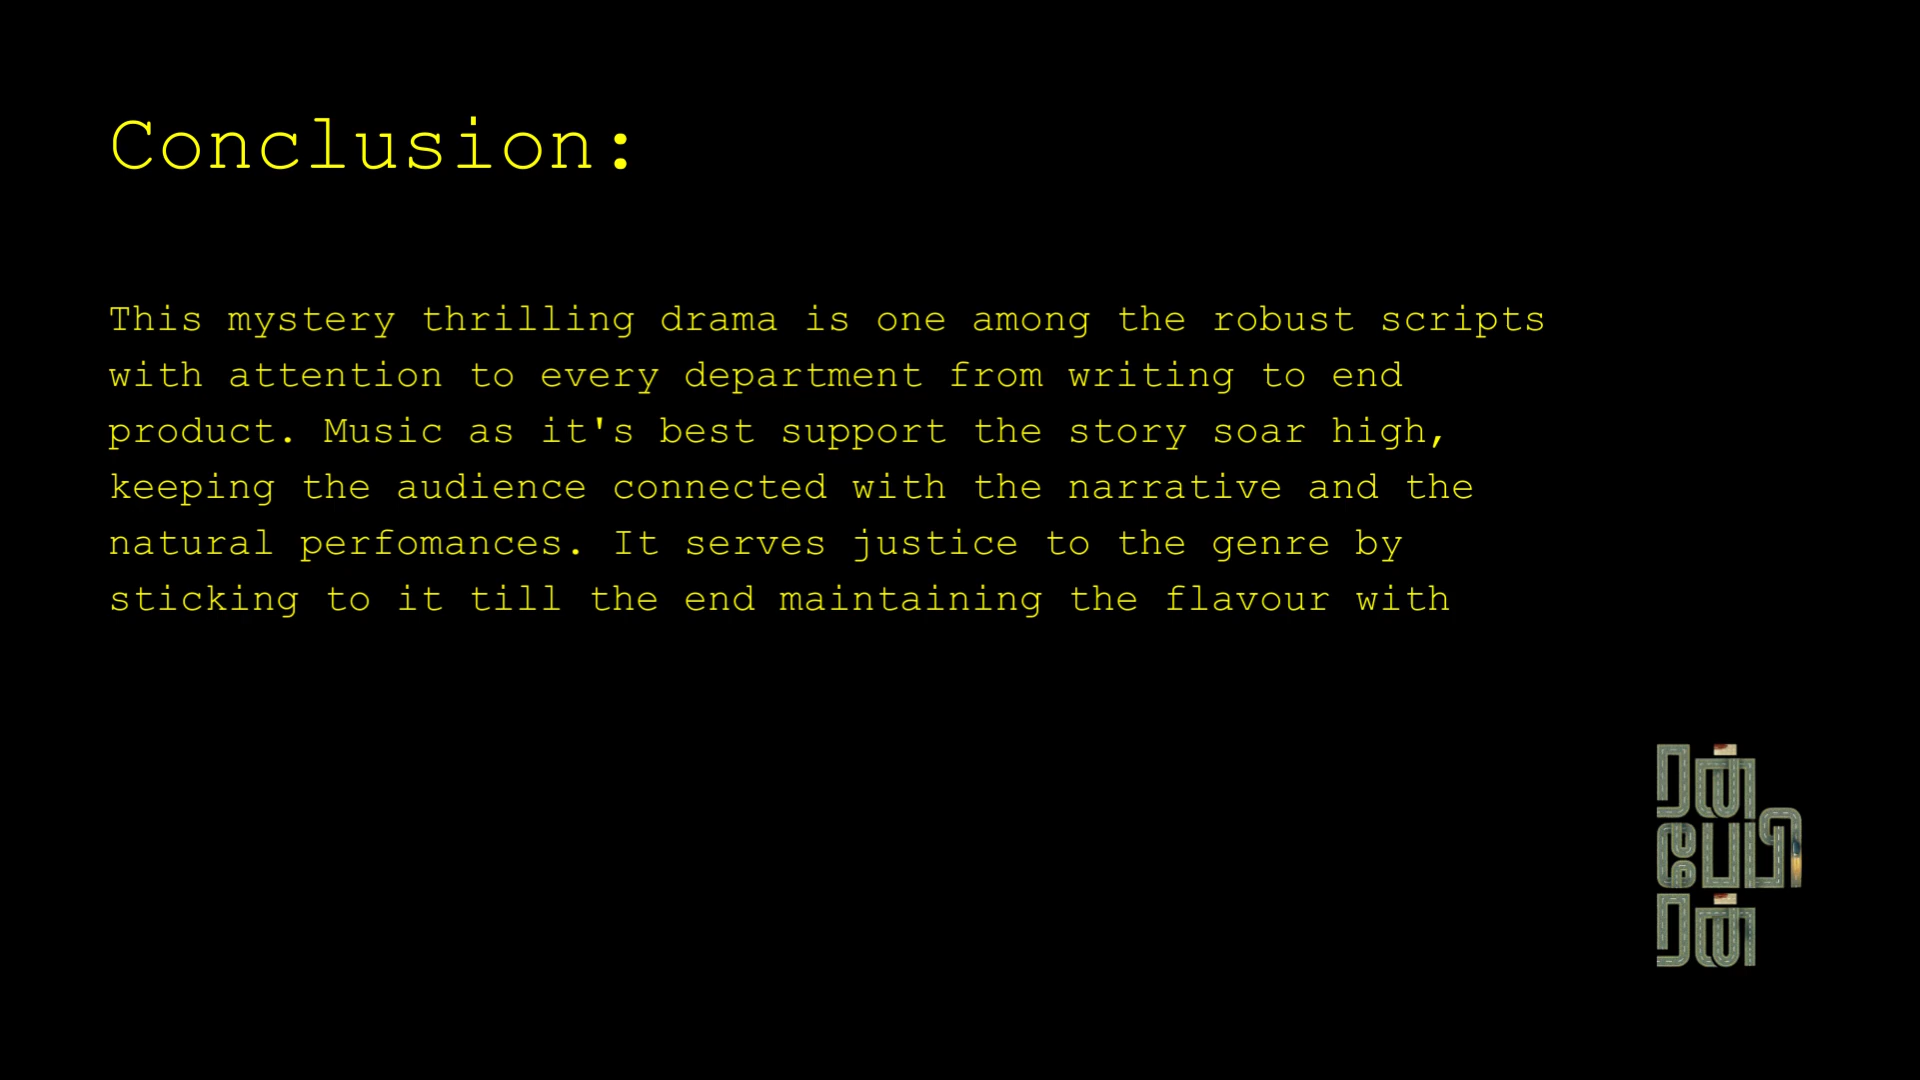 Conclusion:
This mystery thrilling drama is one among the robust scripts
with attention to every department from writing to end
product. Music as it's best support the story soar high,
keeping the audience connected with the narrative and the
natural perfomances. It serves justice to the genre by
sticking to it till the end maintaining the flavour with
ரன்
பேபி
ரன்